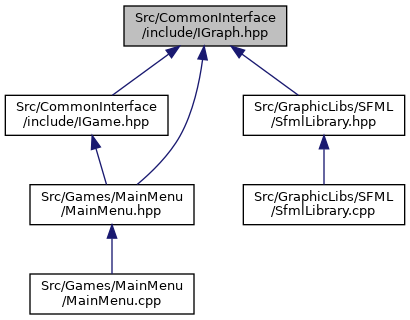 Src/CommonInterface
/include/IGraph.hpp
Src/CommonInterface
/include/IGame.hpp
Src/GraphicLibs/SFML
/SfmlLibrary.hpp
Src/Games/MainMenu
/MainMenu.hpp
Src/GraphicLibs/SFML
/SfmlLibrary.cpp
Src/Games/MainMenu
/MainMenu.cpp